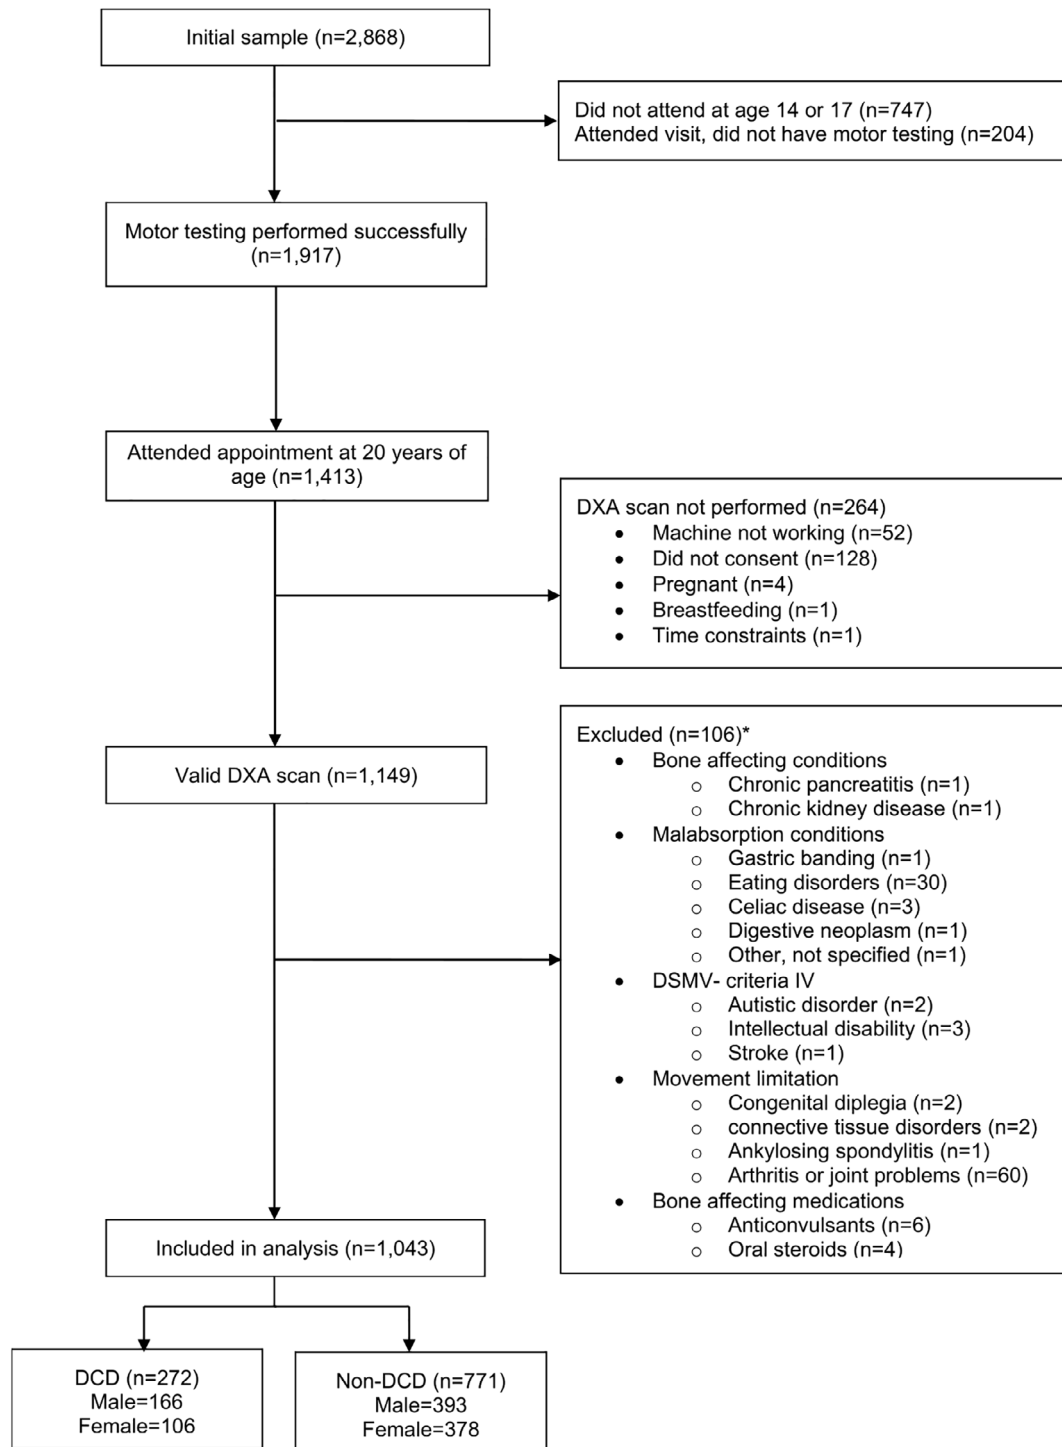 Initial sample (n=2,868)
Did not attend at age 14 or 17 (n=747)
Attended visit, did not have motor testing (n=204)
Motor testing performed successfully
(n=1,917)
Attended appointment at 20 years of
age (n=1,413)
DXA scan not performed (n=264)
• Machine not working (n=52)
• Did not consent (n=128)
• Pregnant (n=4)
• Breastfeeding (n=1)
• Time constraints (n=1)
Valid DXA scan (n=1,149)
Excluded (n=106)*
• Bone affecting conditions
o Chronic pancreatitis (n=1)
o Chronic kidney disease (n=1)
• Malabsorption conditions
o Gastric banding (n=1)
o Eating disorders (n=30)
o Celiac disease (n=3)
o Digestive neoplasm (n=1)
o Other, not specified (n=1)
• DSMV- criteria IV
o Autistic disorder (n=2)
o Intellectual disability (n=3)
o Stroke (n=1)
• Movement limitation
o Congenital diplegia (n=2)
o connective tissue disorders (n=2)
o Ankylosing spondylitis (n=1)
o Arthritis or joint problems (n=60)
• Bone affecting medications
o Anticonvulsants (n=6)
o Oral steroids (n=4)
Included in analysis (n=1,043)
DCD (n=272)
Male=166
Female=106
Non-DCD (n=771)
Male=393
Female=378